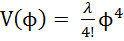 V(ϕ) = λ/4! ϕ⁴